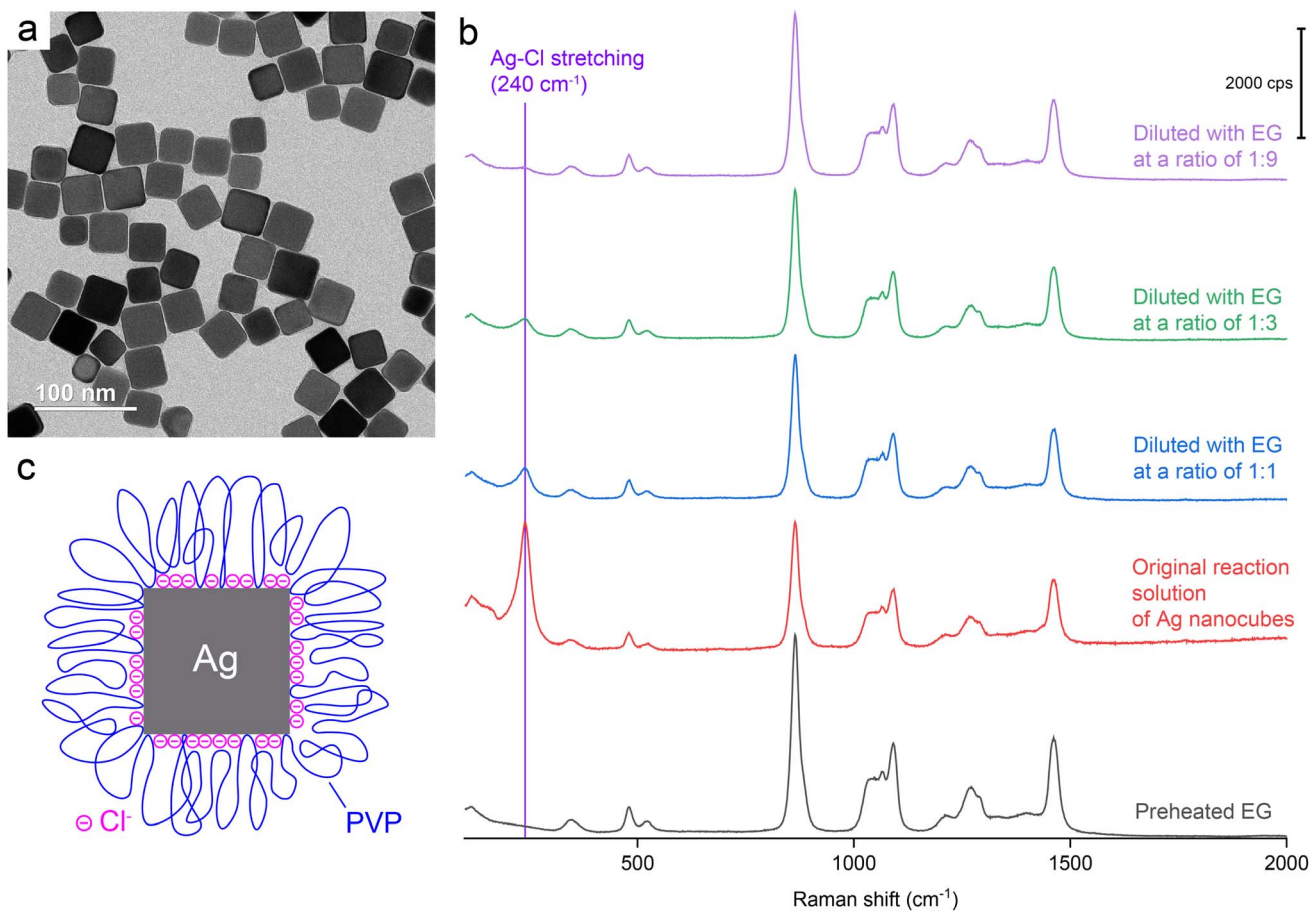 a
100 nm
b
Ag-Cl stretching
(240 cm⁻¹)
2000 cps
Diluted with EG
at a ratio of 1:9
Diluted with EG
at a ratio of 1:3
Diluted with EG
at a ratio of 1:1
Original reaction
solution
of Ag nanocubes
Preheated EG
500
1000
1500
2000
Raman shift (cm⁻¹)
c
Ag
Cl⁻
PVP